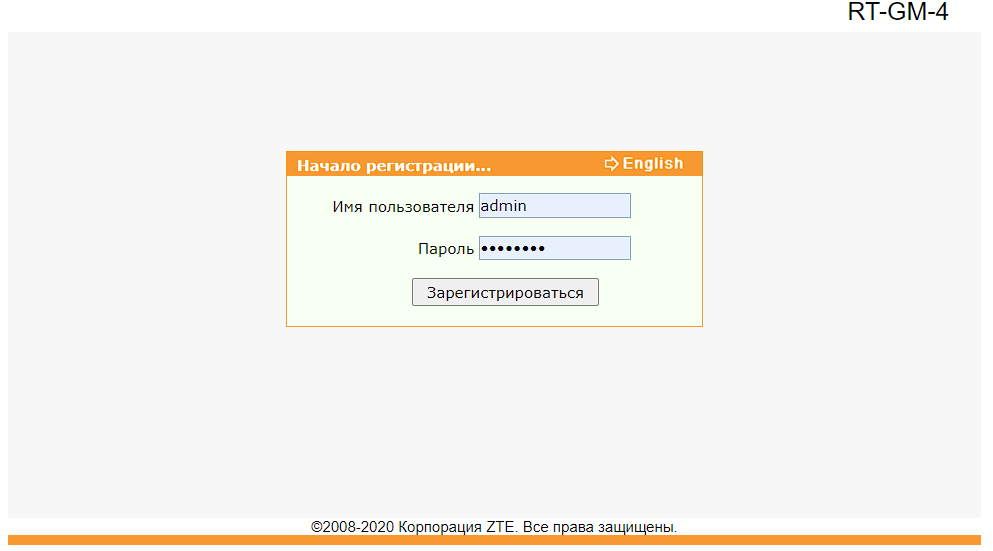 RT-GM-4
Начало регистрации...
English
Имя пользователя admin
Пароль ••••••••
Зарегистрироваться
©2008-2020 Корпорация ZTE. Все права защищены.